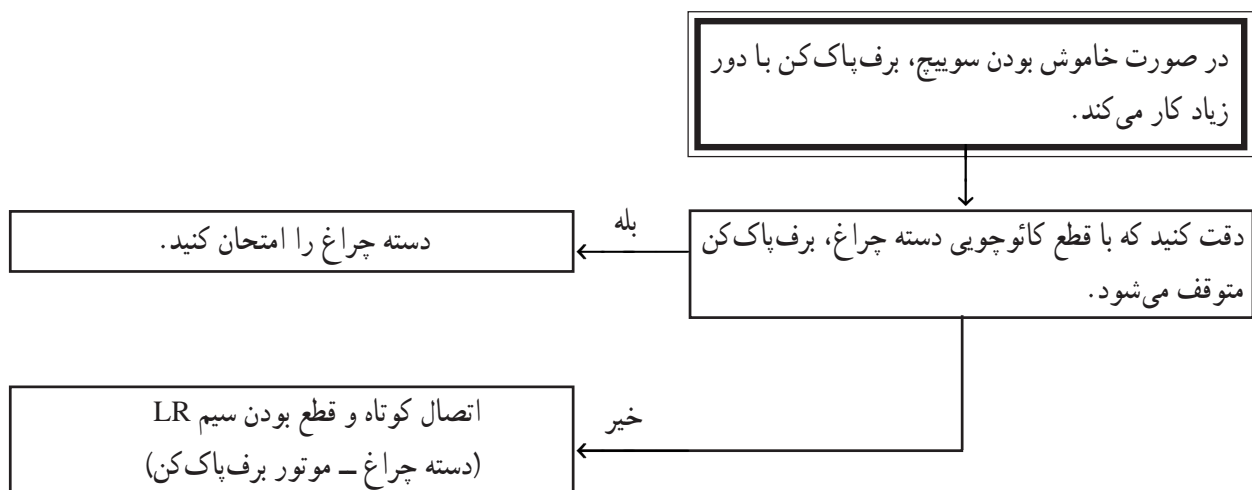 در صورت خاموش بودن سوییچ، برف‌پاک‌کن با دور
زیاد کار می‌کند.
دقت کنید که با قطع کائوچویی دسته چراغ، برف‌پاک‌کن
متوقف می‌شود.
بله
دسته چراغ را امتحان کنید.
خیر
اتصال کوتاه و قطع بودن سیم LR
(دسته چراغ ــ موتور برف‌پاک‌کن)